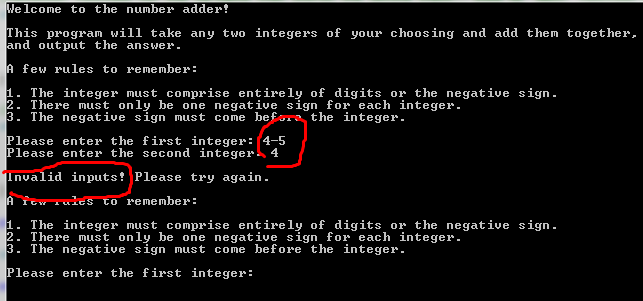 Welcome to the number adder!
This program will take any two integers of your choosing and add them together,
and output the answer.
A few rules to remember:
1. The integer must comprise entirely of digits or the negative sign.
2. There must only be one negative sign for each integer.
3. The negative sign must come before the integer.
Please enter the first integer: 4-5
Please enter the second integer: 4
Invalid inputs! Please try again.
A few rules to remember:
1. The integer must comprise entirely of digits or the negative sign.
2. There must only be one negative sign for each integer.
3. The negative sign must come before the integer.
Please enter the first integer: